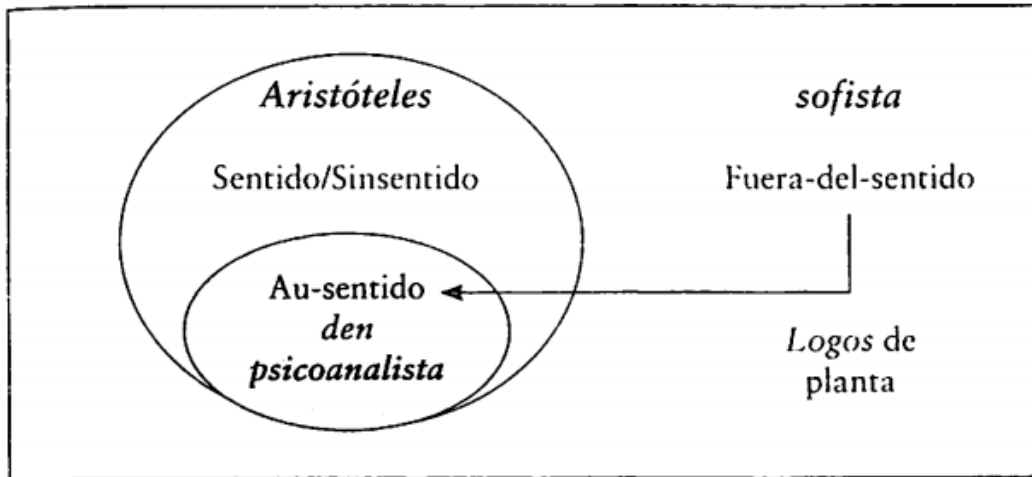 Aristóteles
sofista
Sentido/Sinsentido
Fuera-del-sentido
Au-sentido
den
psicoanalista
Logos de
planta